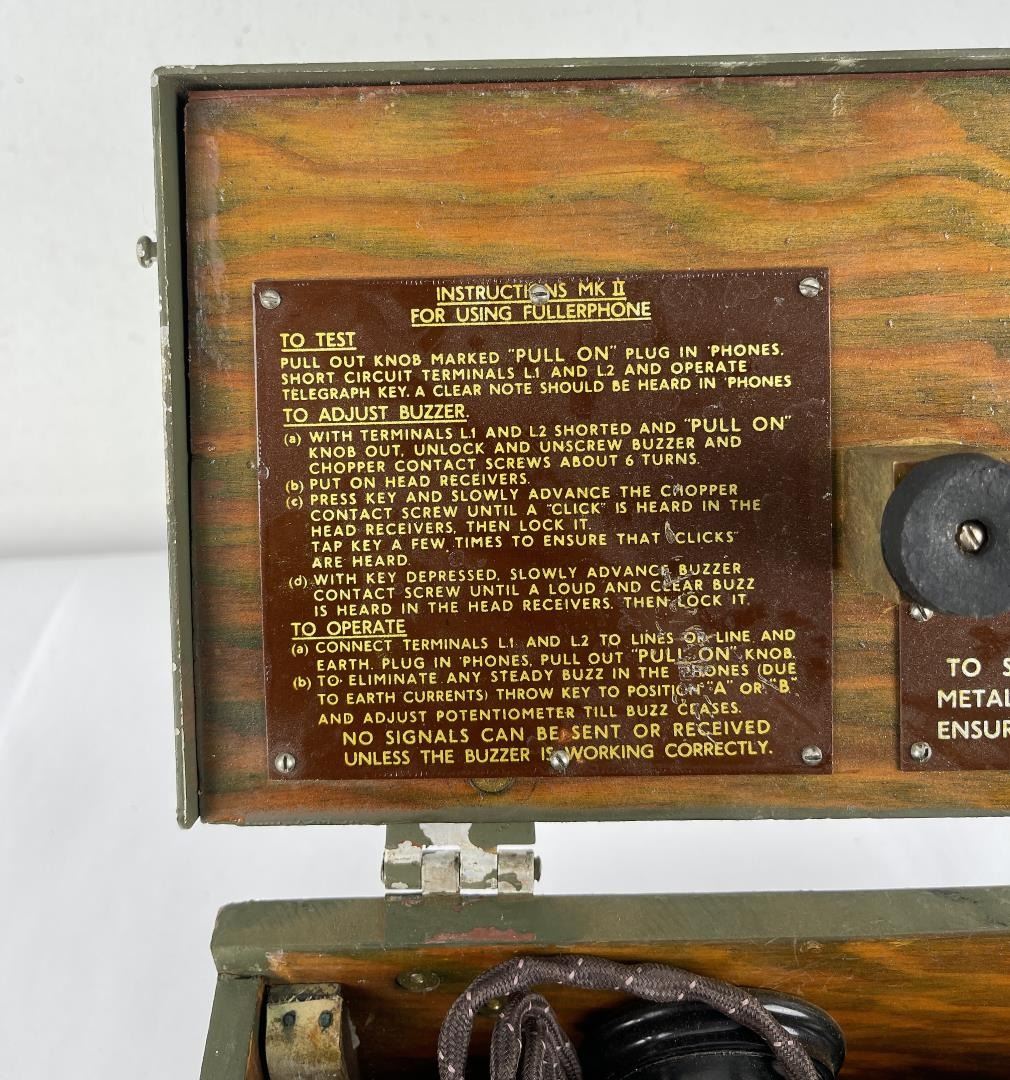 INSTRUCTIONS MK II
FOR USING FULLERPHONE
TO TEST
PULL OUT KNOB MARKED "PULL ON" PLUG IN 'PHONES.
SHORT CIRCUIT TERMINALS L.1 AND L.2 AND OPERATE
TELEGRAPH KEY. A CLEAR NOTE SHOULD BE HEARD IN 'PHONES
TO ADJUST BUZZER.
(a) WITH TERMINALS L.1 AND L.2 SHORTED AND "PULL ON"
KNOB OUT, UNLOCK AND UNSCREW BUZZER AND
CHOPPER CONTACT SCREWS ABOUT 6 TURNS.
(b) PUT ON HEAD RECEIVERS.
(c) PRESS KEY AND SLOWLY ADVANCE THE CHOPPER
CONTACT SCREW UNTIL A "CLICK" IS HEARD IN THE
HEAD RECEIVERS, THEN LOCK IT.
TAP KEY A FEW TIMES TO ENSURE THAT "CLICKS"
ARE HEARD.
(d) WITH KEY DEPRESSED, SLOWLY ADVANCE BUZZER
CONTACT SCREW UNTIL A LOUD AND CLEAR BUZZ
IS HEARD IN THE HEAD RECEIVERS. THEN LOCK IT.
TO OPERATE
(a) CONNECT TERMINALS L.1 AND L.2 TO LINES OR LINE AND
EARTH. PLUG IN 'PHONES, PULL OUT "PULL ON" KNOB.
(b) TO ELIMINATE ANY STEADY BUZZ IN THE 'PHONES (DUE
TO EARTH CURRENTS) THROW KEY TO POSITION "A" OR "B"
AND ADJUST POTENTIOMETER TILL BUZZ CEASES.
NO SIGNALS CAN BE SENT OR RECEIVED
UNLESS THE BUZZER IS WORKING CORRECTLY.
TO S
METAL
ENSUR